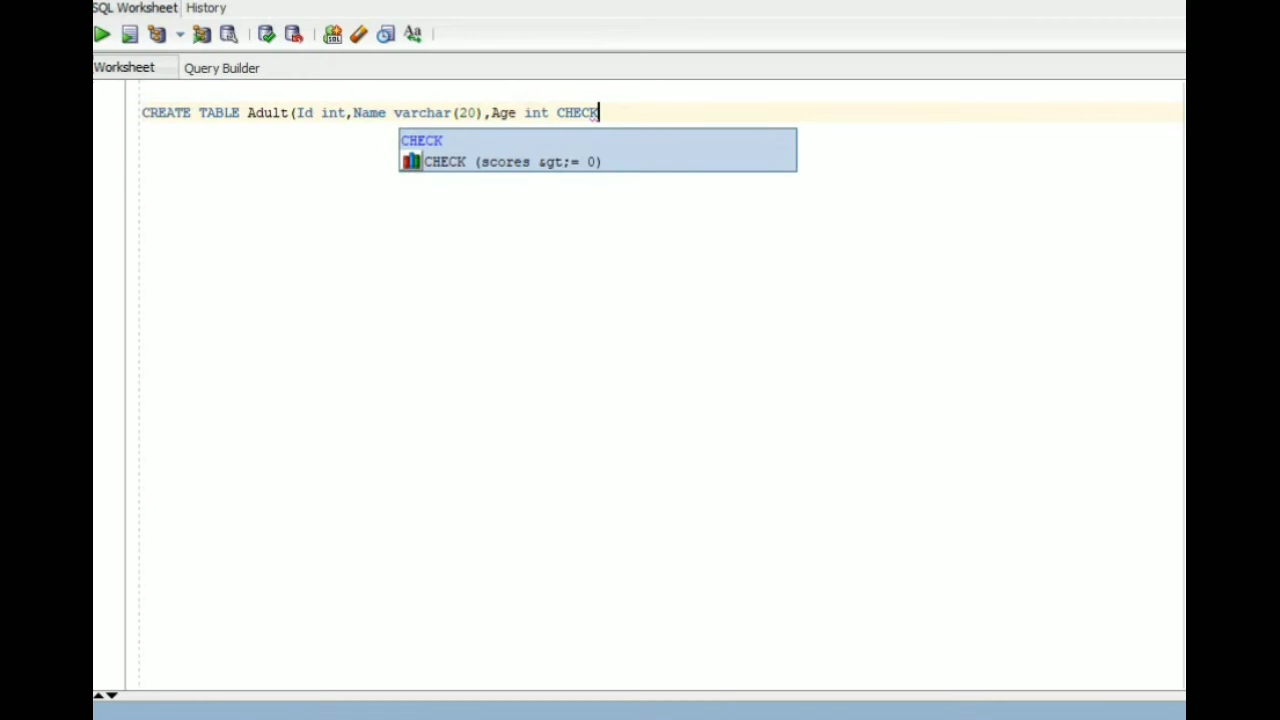 SQL Worksheet History
Aa
Worksheet Query Builder
CREATE TABLE Adult(Id int,Name varchar(20),Age int CHECK
CHECK
CHECK (scores &gt;= 0)